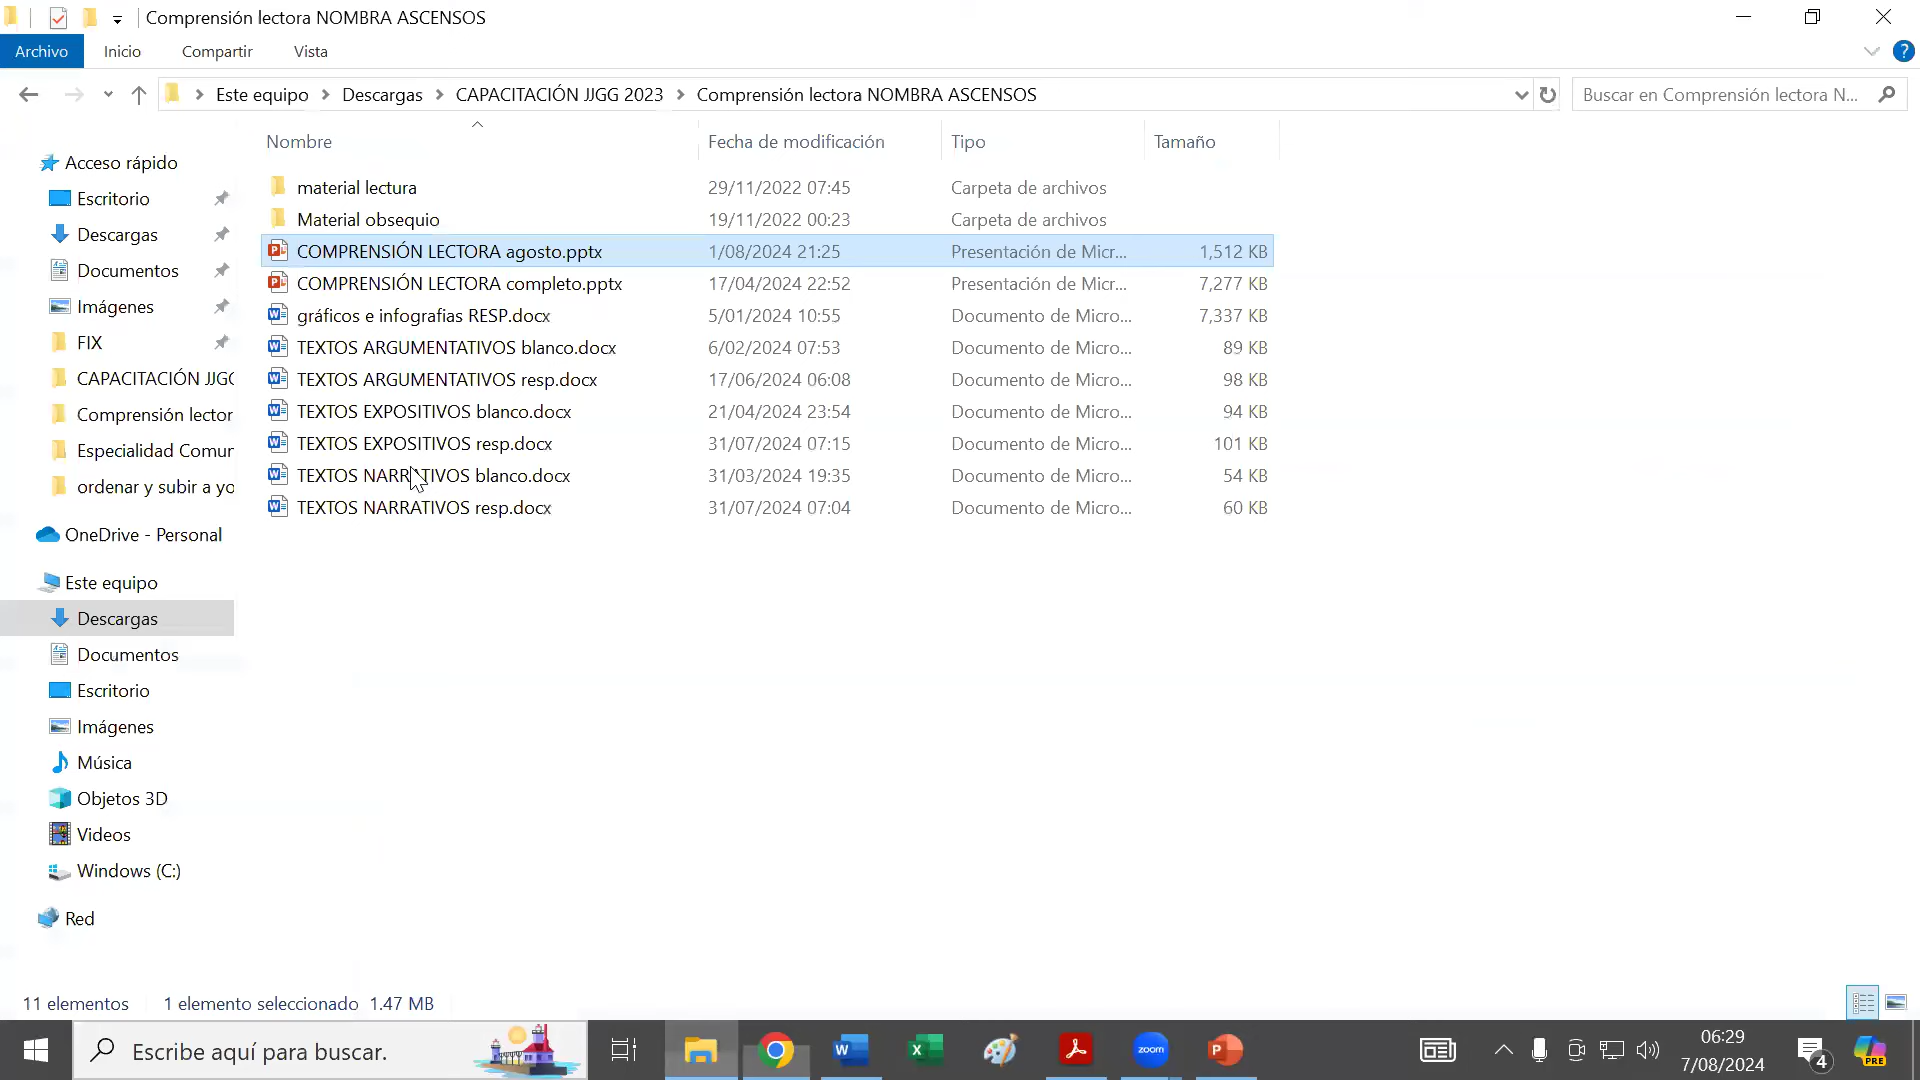 Comprensión lectora NOMBRA ASCENSOS
Archivo Inicio Compartir Vista
Este equipo Descargas CAPACITACIÓN JJGG 2023 Comprensión lectora NOMBRA ASCENSOS Buscar en Comprensión lectora N...
Nombre Fecha de modificación Tipo Tamaño
material lectura 29/11/2022 07:45 Carpeta de archivos
Material obsequio 19/11/2022 00:23 Carpeta de archivos
COMPRENSIÓN LECTORA agosto.pptx 1/08/2024 21:25 Presentación de Micr... 1,512 KB
COMPRENSIÓN LECTORA completo.pptx 17/04/2024 22:52 Presentación de Micr... 7,277 KB
gráficos e infografias RESP.docx 5/01/2024 10:55 Documento de Micro... 7,337 KB
TEXTOS ARGUMENTATIVOS blanco.docx 6/02/2024 07:53 Documento de Micro... 89 KB
TEXTOS ARGUMENTATIVOS resp.docx 17/06/2024 06:08 Documento de Micro... 98 KB
TEXTOS EXPOSITIVOS blanco.docx 21/04/2024 23:54 Documento de Micro... 94 KB
TEXTOS EXPOSITIVOS resp.docx 31/07/2024 07:15 Documento de Micro... 101 KB
TEXTOS NARRATIVOS blanco.docx 31/03/2024 19:35 Documento de Micro... 54 KB
TEXTOS NARRATIVOS resp.docx 31/07/2024 07:04 Documento de Micro... 60 KB
Acceso rápido
Escritorio
Descargas
Documentos
Imágenes
FIX
CAPACITACIÓN JJG
Comprensión lector
Especialidad Comur
ordenar y subir a yo
OneDrive - Personal
Este equipo
Descargas
Documentos
Escritorio
Imágenes
Música
Objetos 3D
Videos
Windows (C:)
Red
11 elementos 1 elemento seleccionado 1.47 MB
Escribe aquí para buscar.
zoom
06:29
7/08/2024
4
PRE